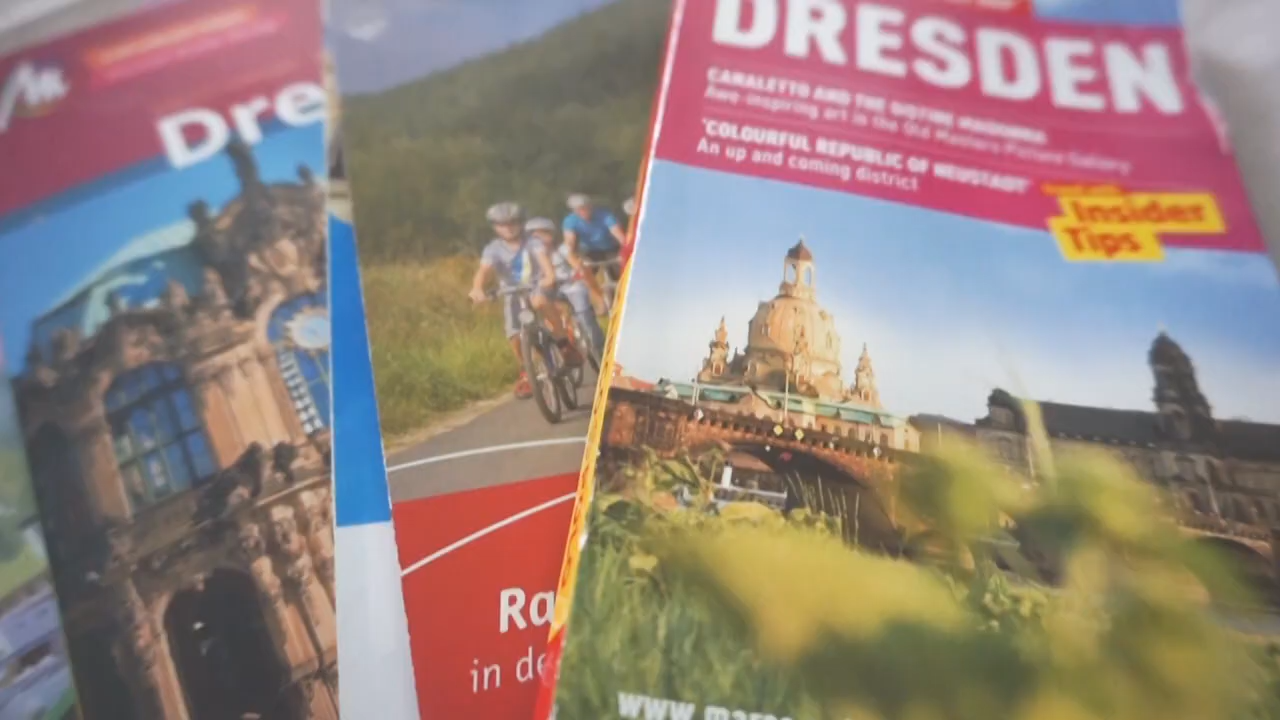 Dre
Ra
in de
DRESDEN
CANALETTO AND THE SISTINE MADONNA
Awe-inspiring art in the Old Masters Picture Gallery
'COLOURFUL REPUBLIC OF NEUSTADT'
An up and coming district
Insider
Tips
www.marco